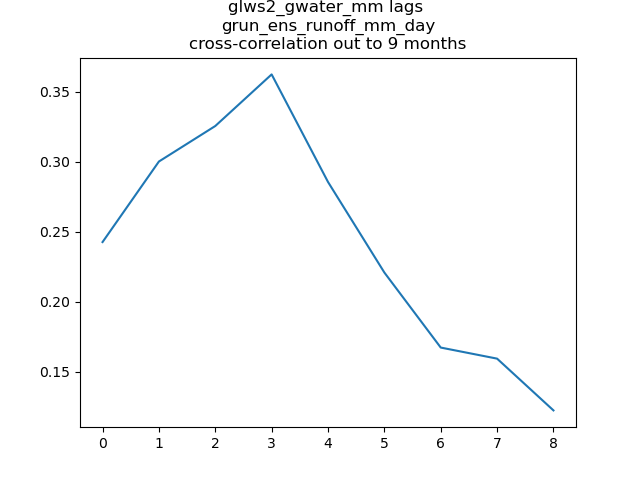 glws2_gwater_mm lags
grun_ens_runoff_mm_day
cross-correlation out to 9 months
0.35
0.30
0.25
0.20
0.15
0 1 2 3 4 5 6 7 8